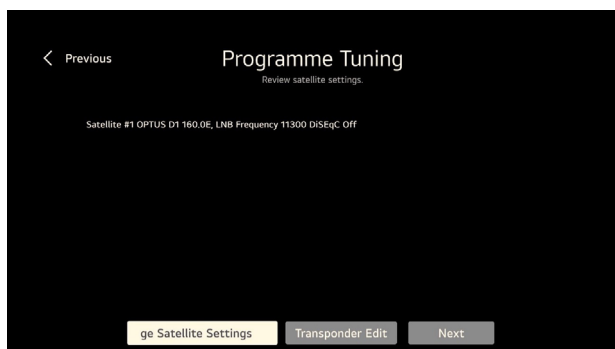 Previous
Programme Tuning
Review satellite settings.
Satellite #1 OPTUS D1 160.0E, LNB Frequency 11300 DiSEqC Off
ge Satellite Settings
Transponder Edit
Next